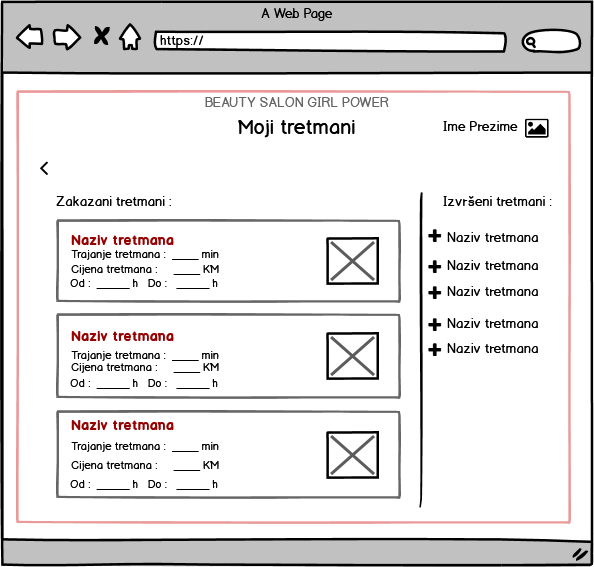 A Web Page
https://
BEAUTY SALON GIRL POWER
Moji tretmani
Ime Prezime
Zakazani tretmani :
Naziv tretmana
Trajanje tretmana : _____ min
Cijena tretmana : _____ KM
Od : ______ h Do : ______ h
Naziv tretmana
Trajanje tretmana : _____ min
Cijena tretmana : _____ KM
Od : ______ h Do : ______ h
Naziv tretmana
Trajanje tretmana : _____ min
Cijena tretmana : _____ KM
Od : ______ h Do : ______ h
Izvršeni tretmani :
Naziv tretmana
Naziv tretmana
Naziv tretmana
Naziv tretmana
Naziv tretmana